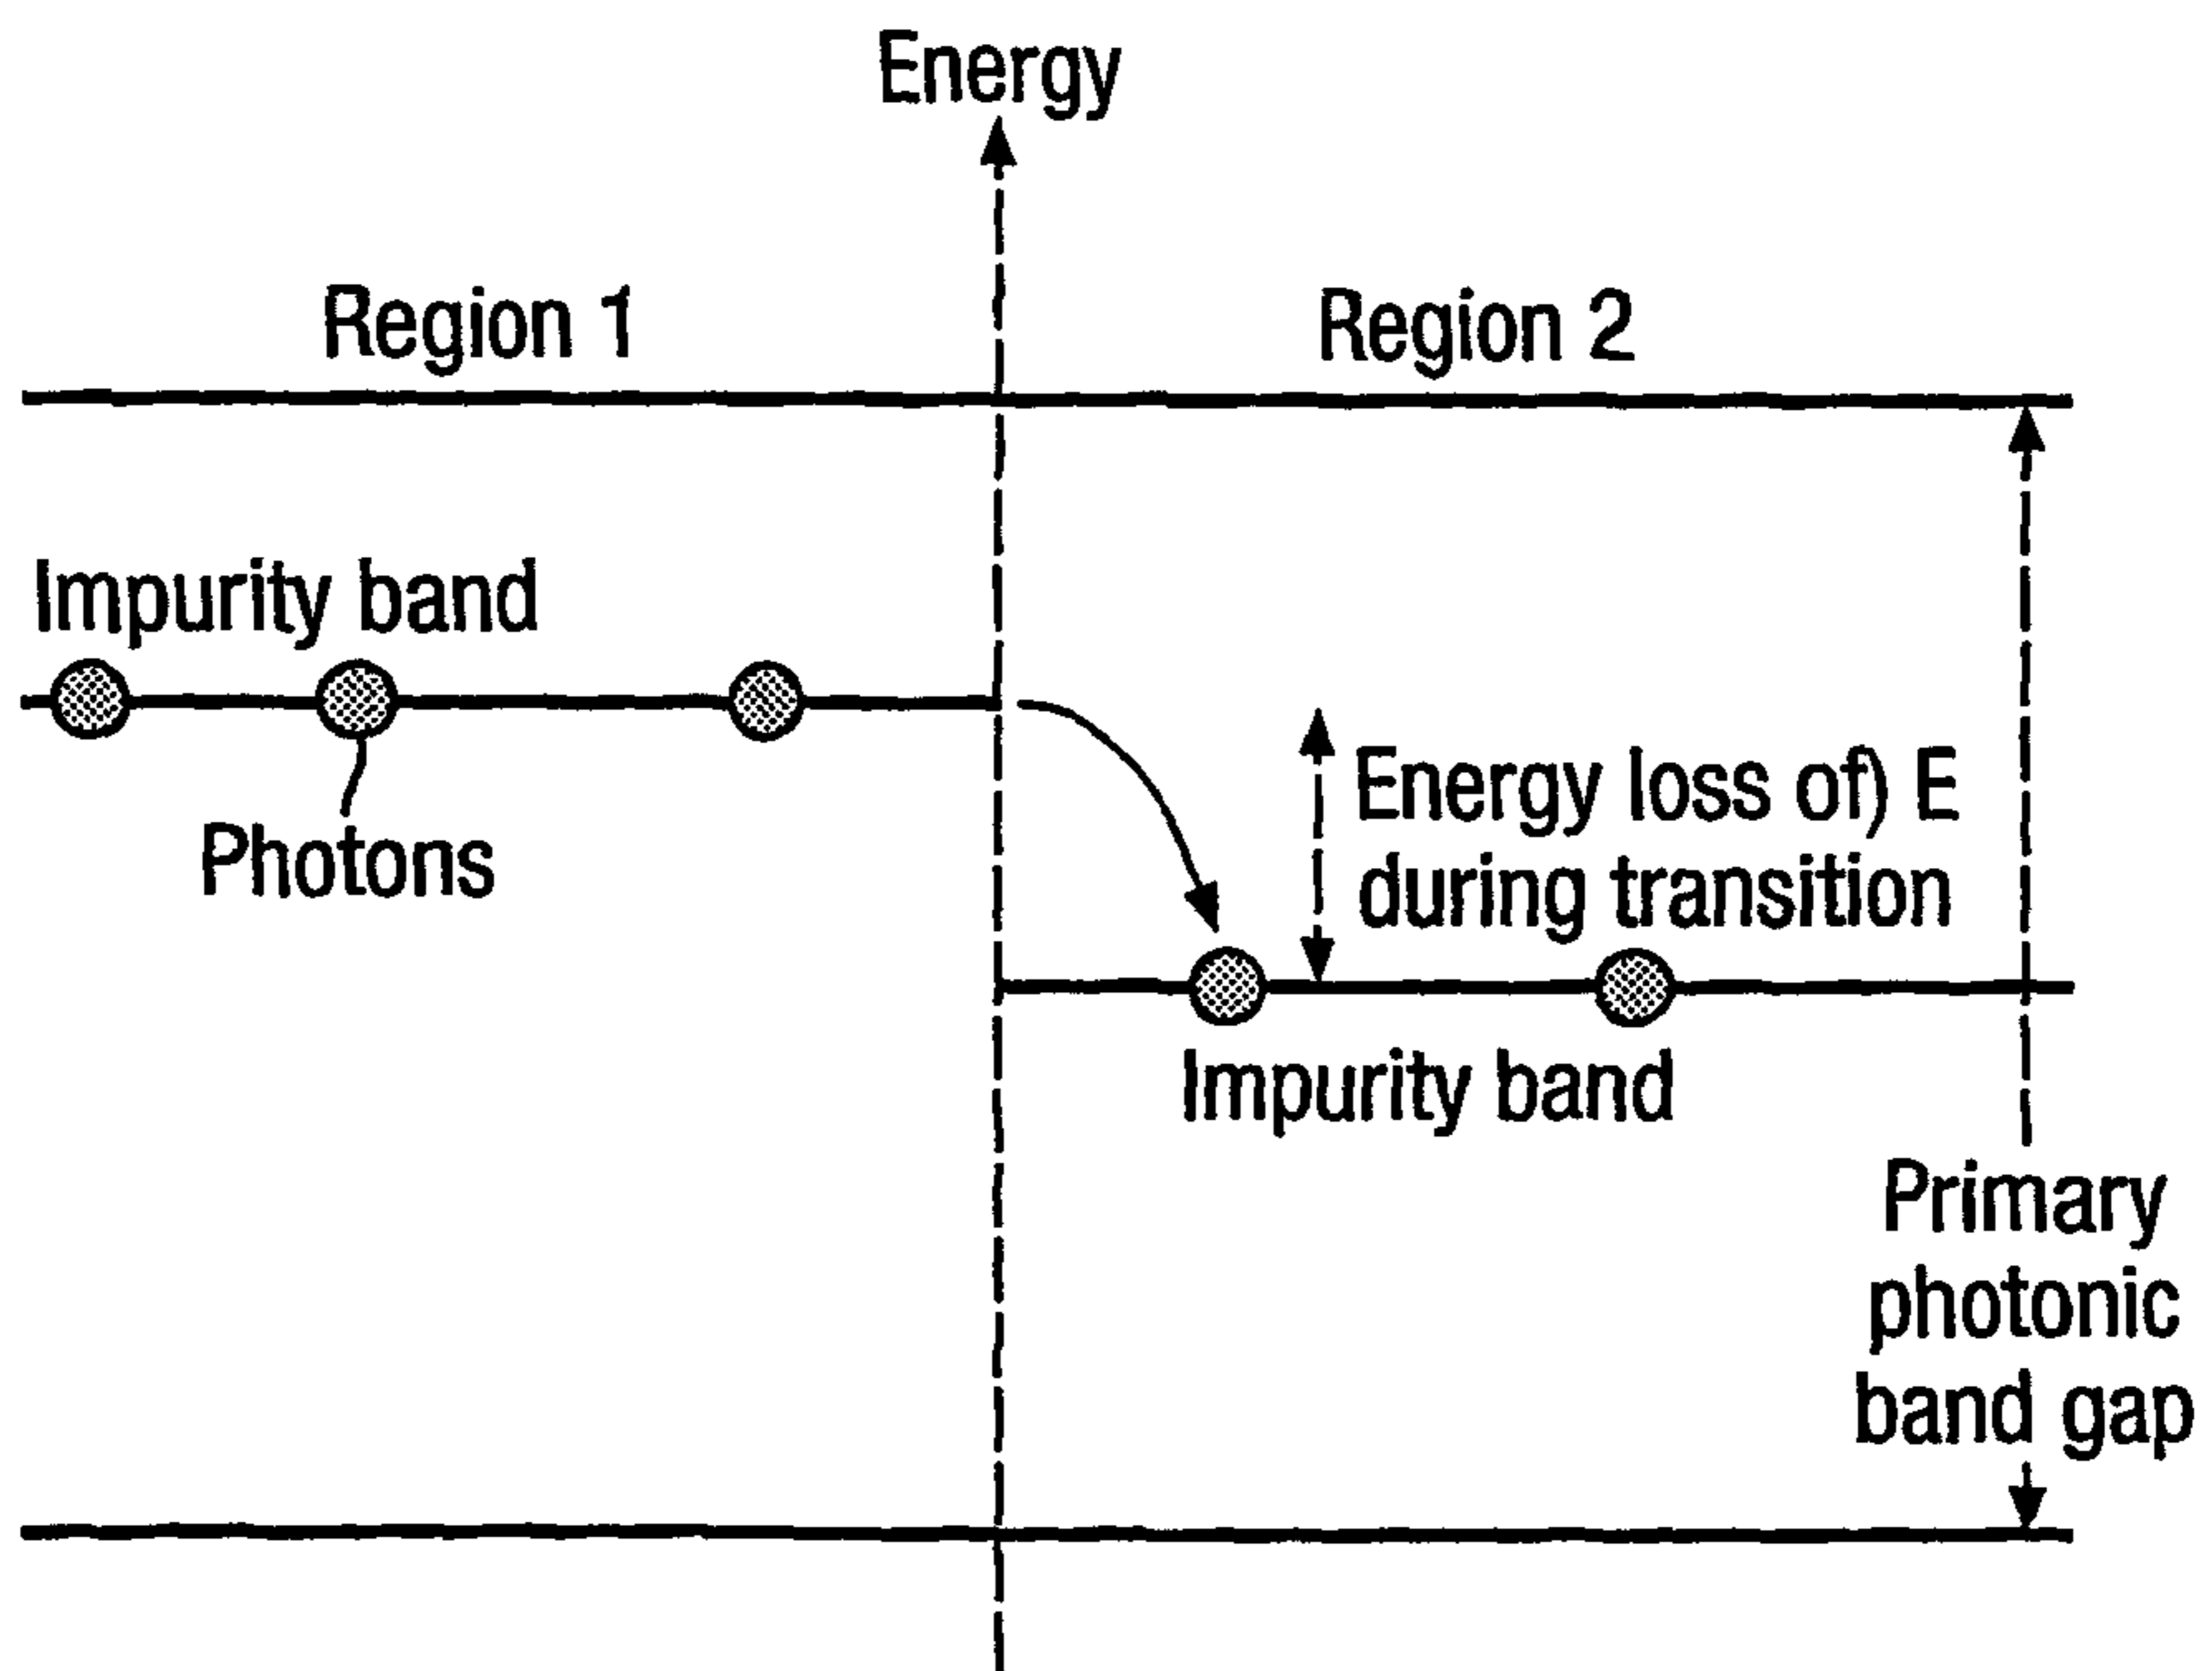 Energy
Region 1
Region 2
Impurity band
Photons
Energy loss of) E
during transition
Impurity band
Primary
photonic
band gap